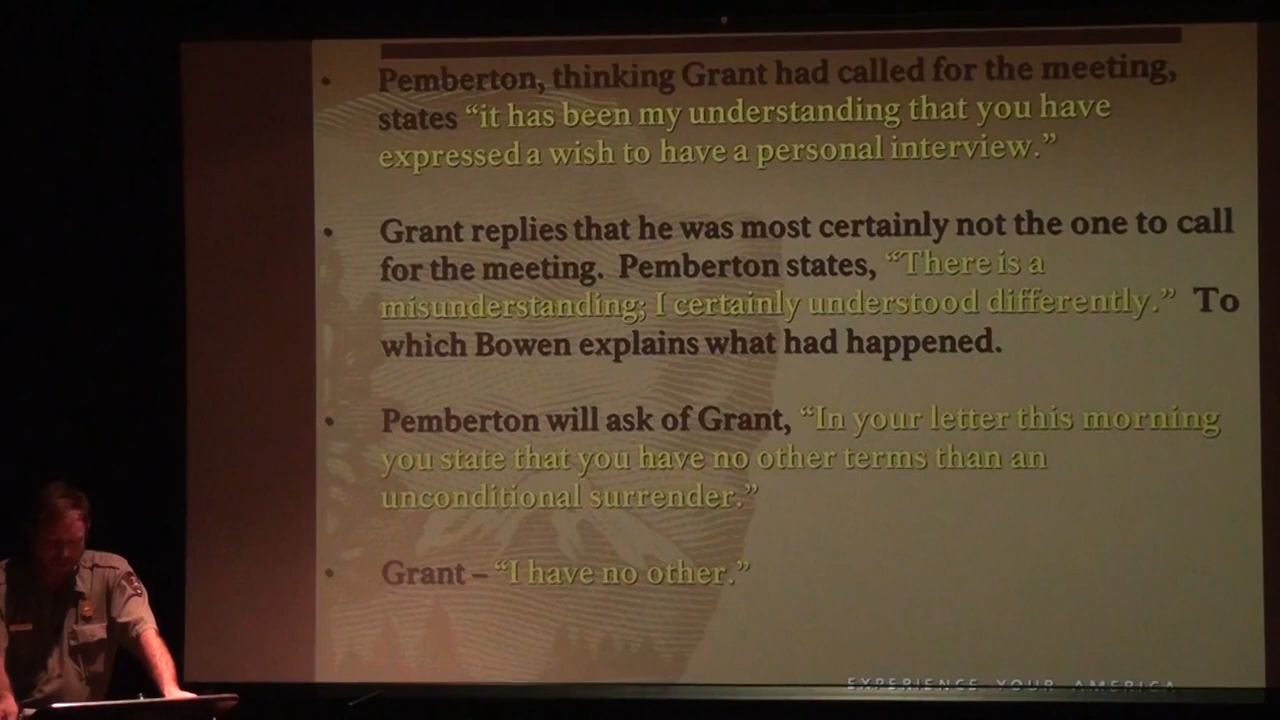 • Pemberton, thinking Grant had called for the meeting,
states “it has been my understanding that you have
expressed a wish to have a personal interview.”
• Grant replies that he was most certainly not the one to call
for the meeting. Pemberton states, “There is a
misunderstanding; I certainly understood differently.” To
which Bowen explains what had happened.
• Pemberton will ask of Grant, “In your letter this morning
you state that you have no other terms than an
unconditional surrender.”
• Grant – “I have no other.”
EXPERIENCE YOUR AMERICA